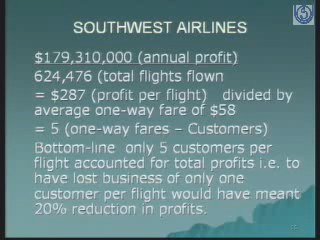 SOUTHWEST AIRLINES
$179,310,000 (annual profit)
624,476 (total flights flown
= $287 (profit per flight) divided by
average one-way fare of $58
= 5 (one-way fares – Customers)
Bottom-line only 5 customers per
flight accounted for total profits i.e. to
have lost business of only one
customer per flight would have meant
20% reduction in profits.